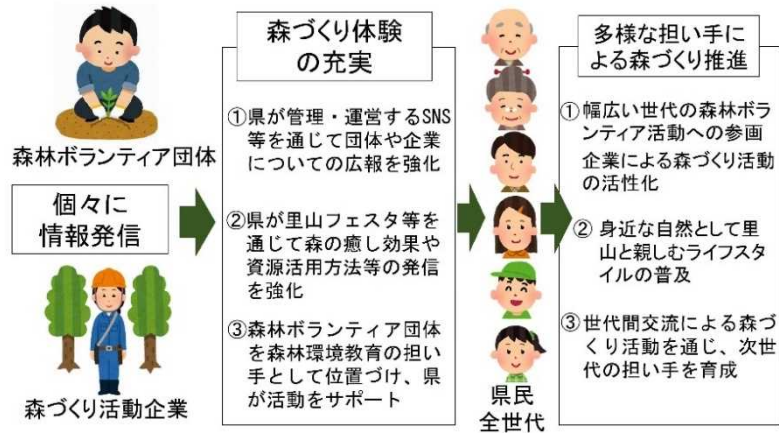 森林ボランティア団体
個々に
情報発信
森づくり活動企業
森づくり体験
の充実
①県が管理・運営するSNS
等を通じて団体や企業
についての広報を強化
②県が里山フェスタ等を
通じて森の癒し効果や
資源活用方法等の発信
を強化
③森林ボランティア団体
を森林環境教育の担い
手として位置づけ、県
が活動をサポート
県民
全世代
多様な担い手に
よる森づくり推進
① 幅広い世代の森林ボラ
ンティア活動への参画
企業による森づくり活動
の活性化
② 身近な自然として里
山と親しむライフスタ
イルの普及
③ 世代間交流による森づ
くり活動を通じ、次世
代の担い手を育成